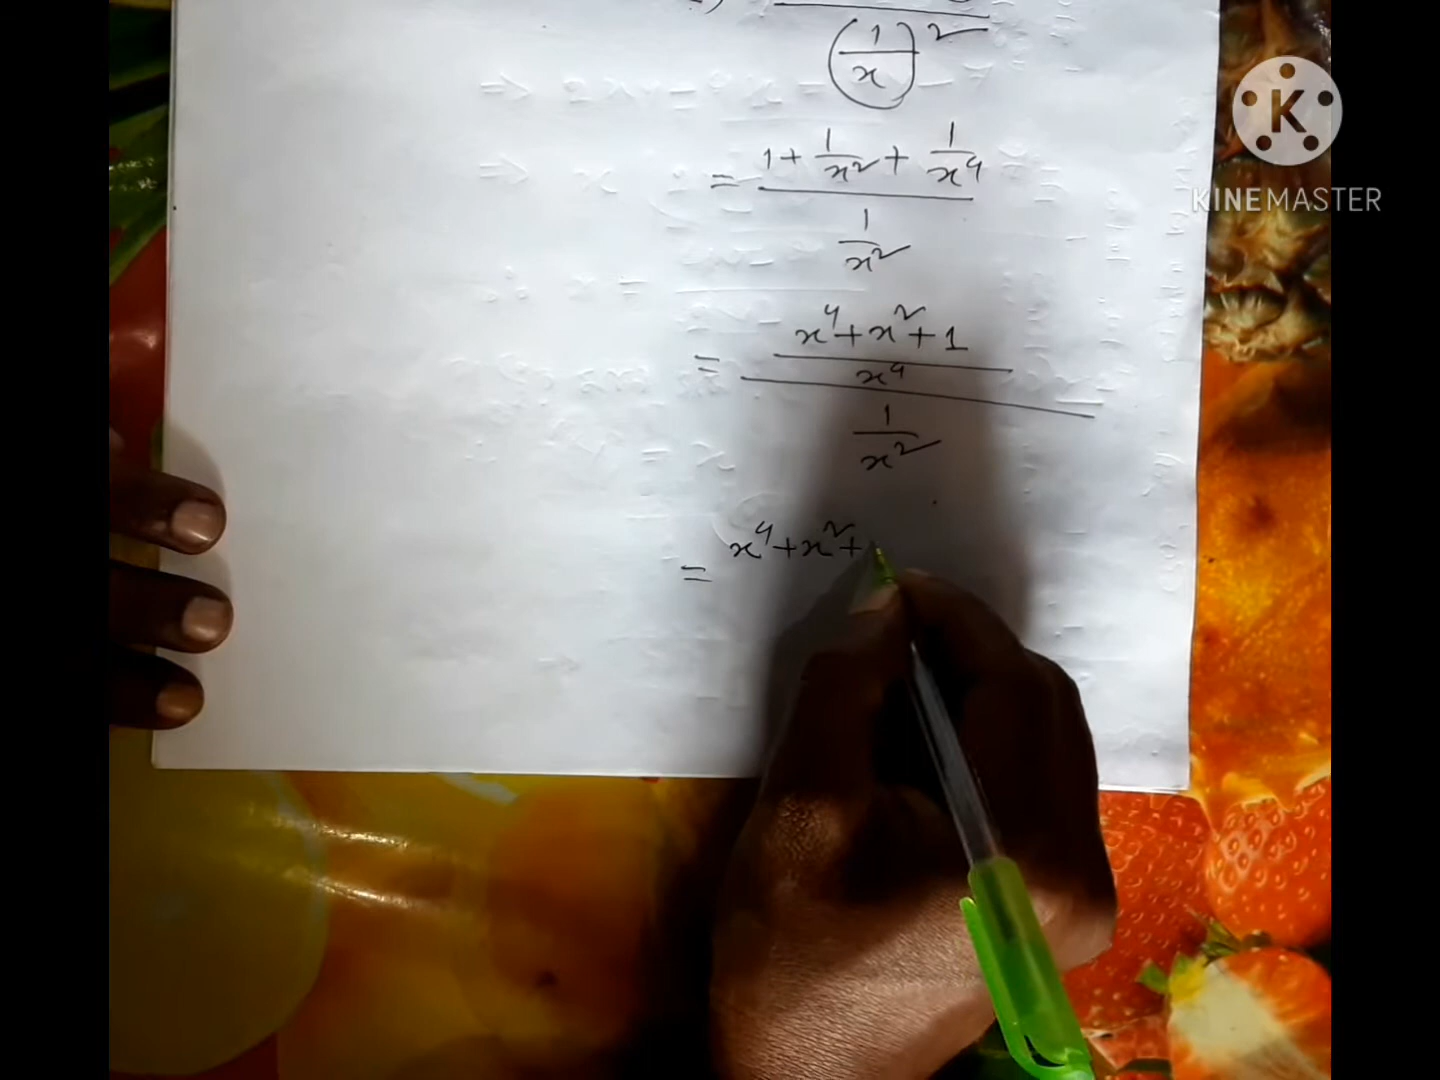 (1/x)²
= (1 + 1/x² + 1/x⁴) / (1/x²)
= ((x⁴ + x² + 1)/x⁴) / (1/x²)
= x⁴ + x² +
K
KINEMASTER